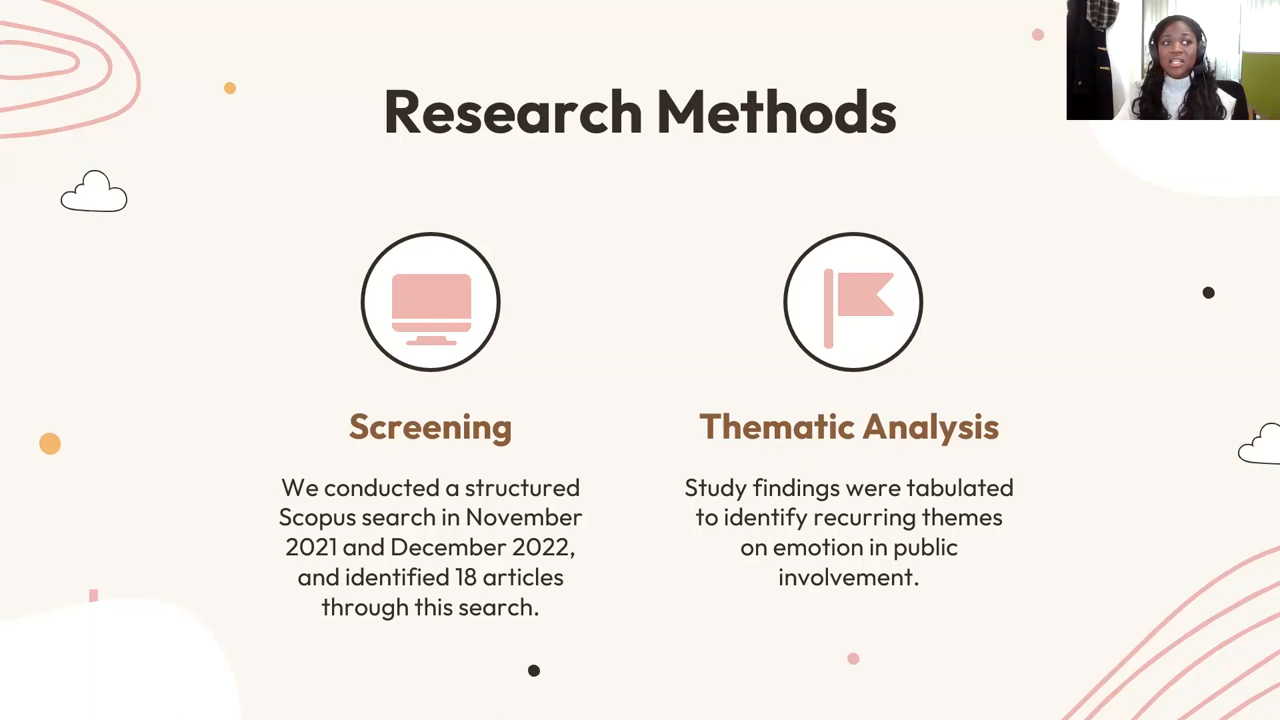 Research Methods
Screening
We conducted a structured
Scopus search in November
2021 and December 2022,
and identified 18 articles
through this search.
Thematic Analysis
Study findings were tabulated
to identify recurring themes
on emotion in public
involvement.